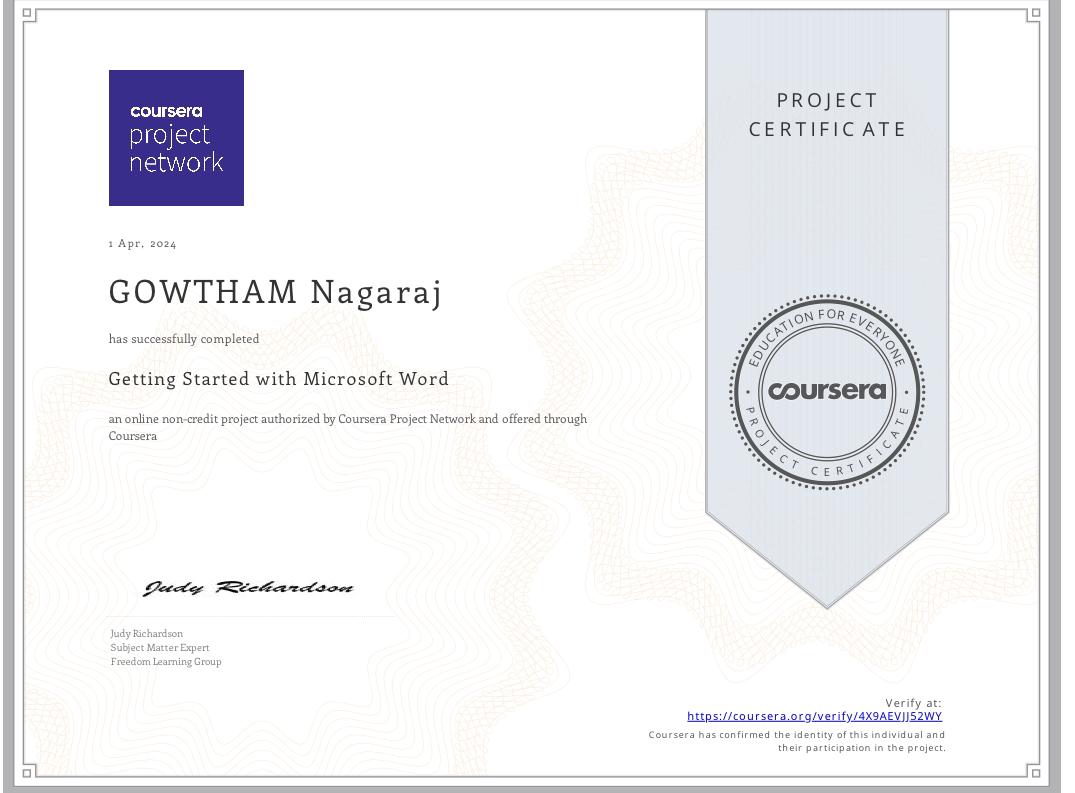 coursera
project
network
PROJECT
CERTIFICATE
1 Apr, 2024
GOWTHAM Nagaraj
has successfully completed
Getting Started with Microsoft Word
an online non-credit project authorized by Coursera Project Network and offered through
Coursera
EDUCATION FOR EVERYONE
coursera
PROJECT CERTIFICATE
Judy Richardson
Judy Richardson
Subject Matter Expert
Freedom Learning Group
Verify at:
https://coursera.org/verify/4X9AEVJJ52WY
Coursera has confirmed the identity of this individual and
their participation in the project.